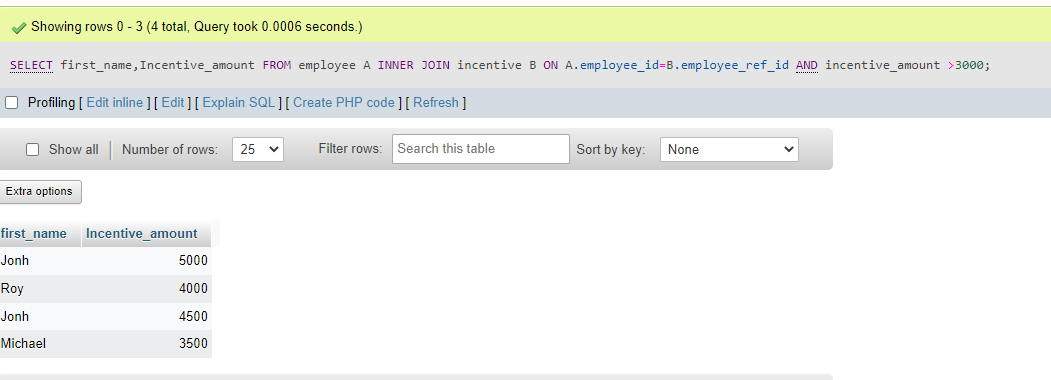 Showing rows 0 - 3 (4 total, Query took 0.0006 seconds.)
SELECT first_name,Incentive_amount FROM employee A INNER JOIN incentive B ON A.employee_id=B.employee_ref_id AND incentive_amount >3000;
Profiling [ Edit inline ] [ Edit ] [ Explain SQL ] [ Create PHP code ] [ Refresh ]
Show all Number of rows: 25 Filter rows: Search this table Sort by key: None
Extra options
first_name Incentive_amount
Jonh 5000
Roy 4000
Jonh 4500
Michael 3500